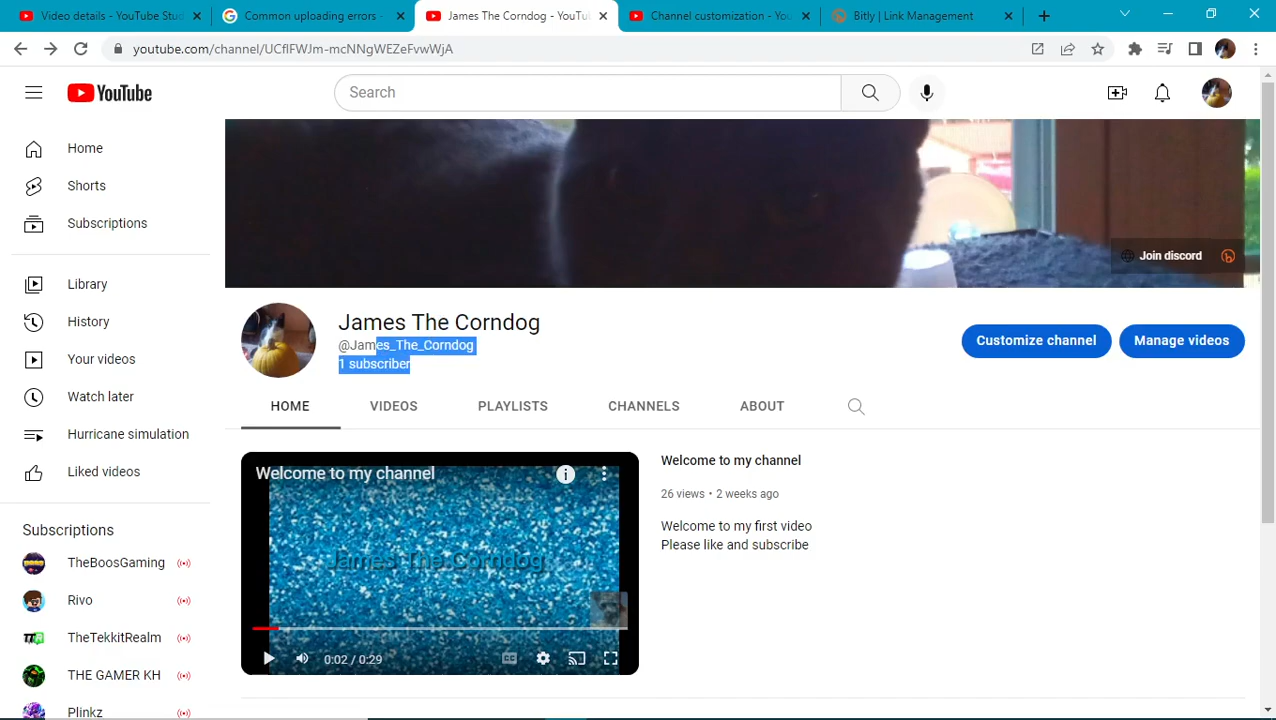 Video details - YouTube Stud
Common uploading errors -
James The Corndog - YouTu
Channel customization - You
Bitly | Link Management
youtube.com/channel/UCflFWJm-mcNNgWEZeFvwWjA
YouTube
Search
Home
Shorts
Subscriptions
Library
History
Your videos
Watch later
Hurricane simulation
Liked videos
Subscriptions
TheBoosGaming
Rivo
TheTekkitRealm
THE GAMER KH
Plinkz
Join discord
James The Corndog
@James_The_Corndog
1 subscriber
Customize channel
Manage videos
HOME
VIDEOS
PLAYLISTS
CHANNELS
ABOUT
Welcome to my channel
James The Corndog
0:02 / 0:29
CC
Welcome to my channel
26 views • 2 weeks ago
Welcome to my first video
Please like and subscribe